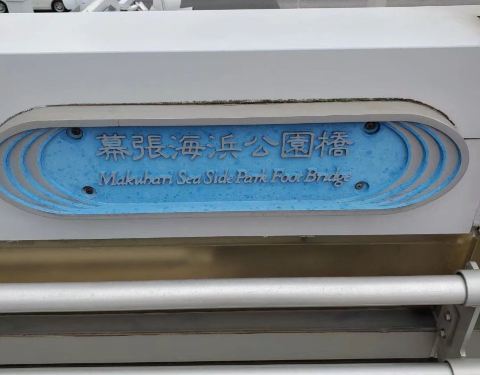 幕張海浜公園橋
Makuhari Sea Side Park Foot Bridge